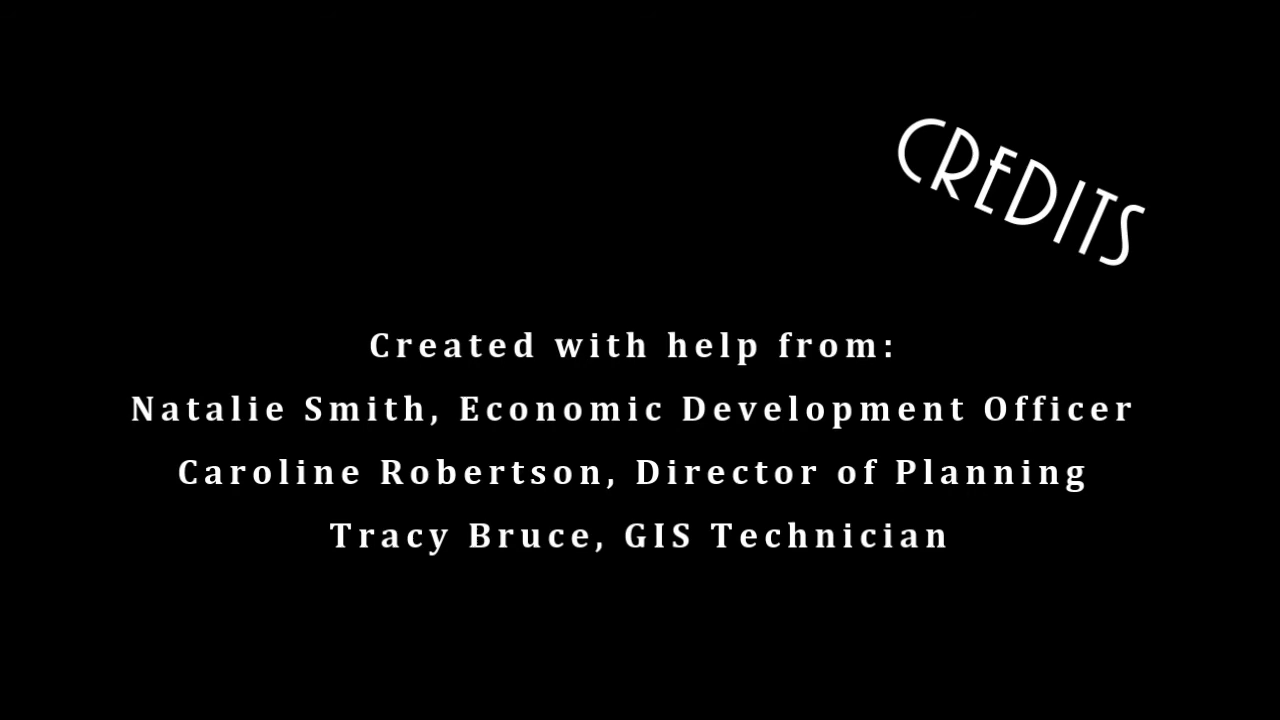 CREDITS
Created with help from:
Natalie Smith, Economic Development Officer
Caroline Robertson, Director of Planning
Tracy Bruce, GIS Technician